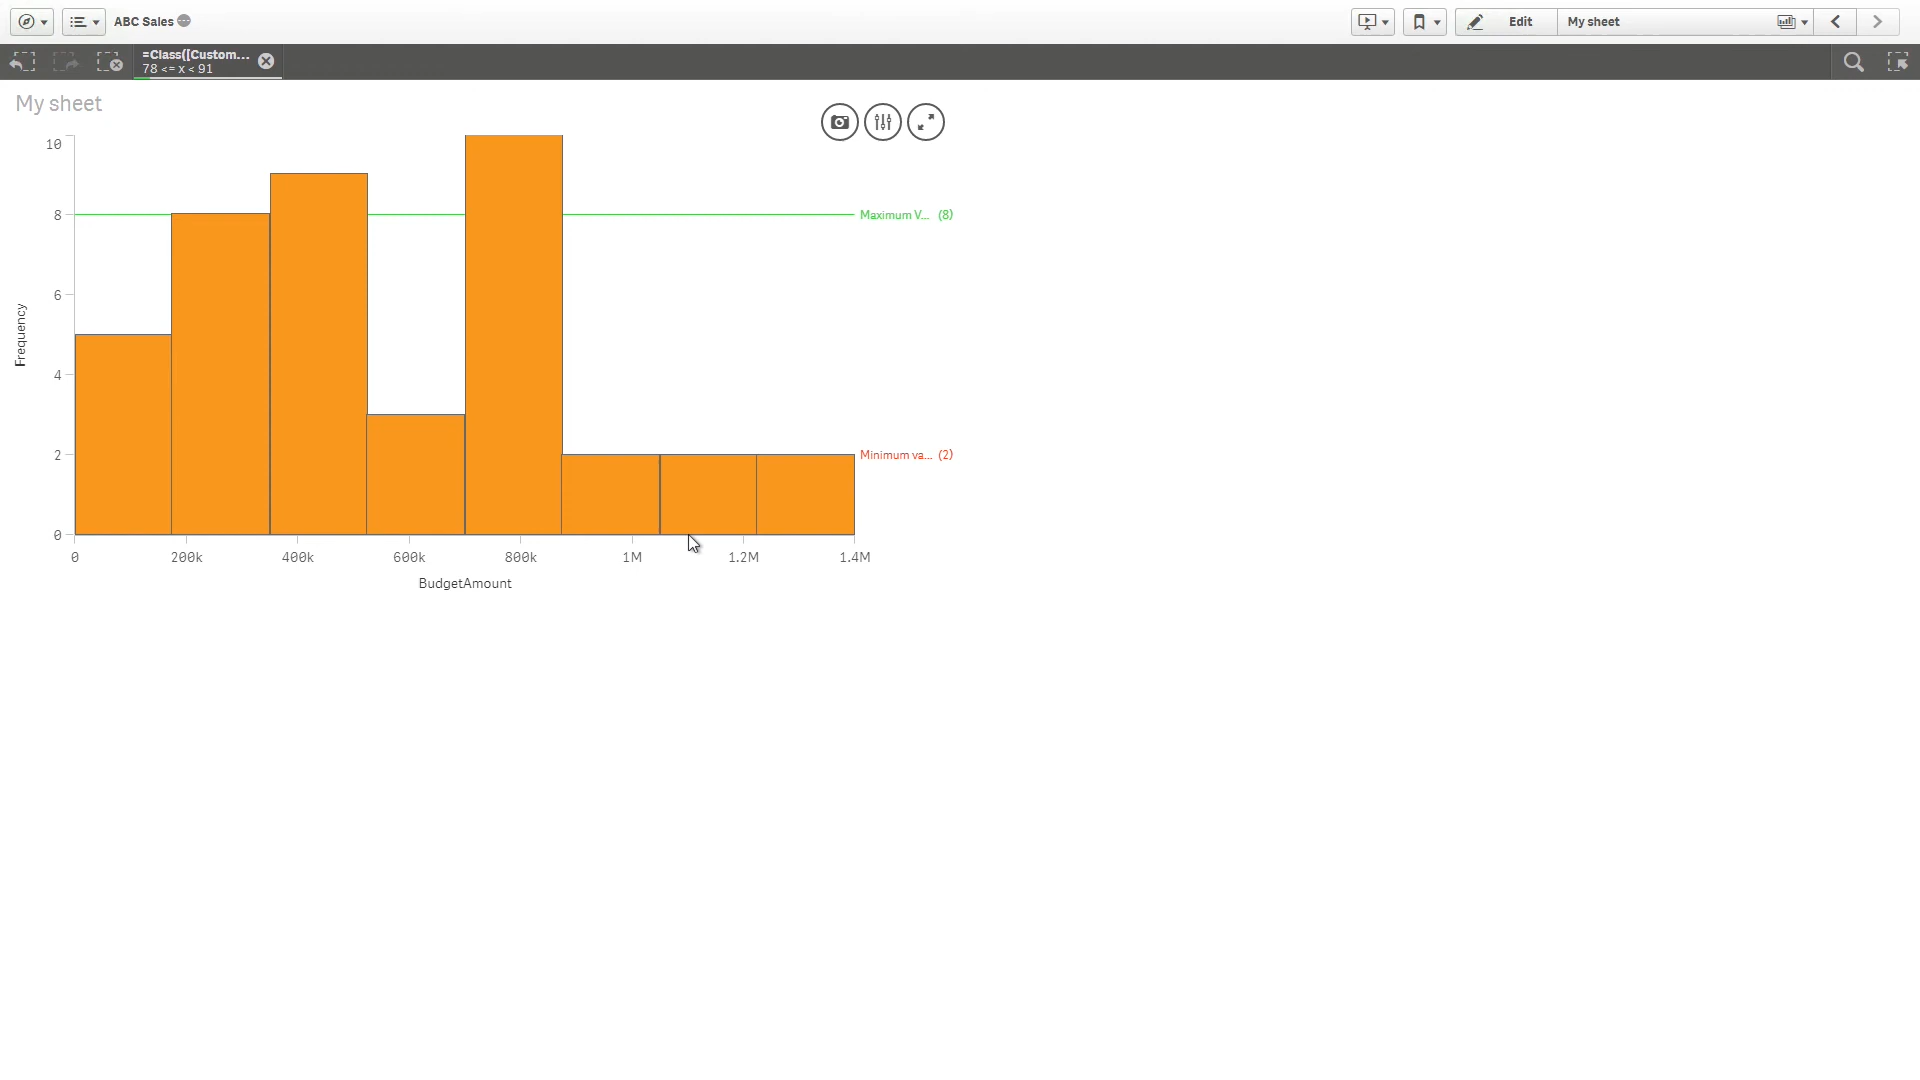 ABC Sales
Edit
My sheet
=Class([Custom...
78 <= x < 91
My sheet
10
8
6
4
2
0
Frequency
Maximum V... (8)
Minimum va... (2)
0 200k 400k 600k 800k 1M 1.2M 1.4M
BudgetAmount